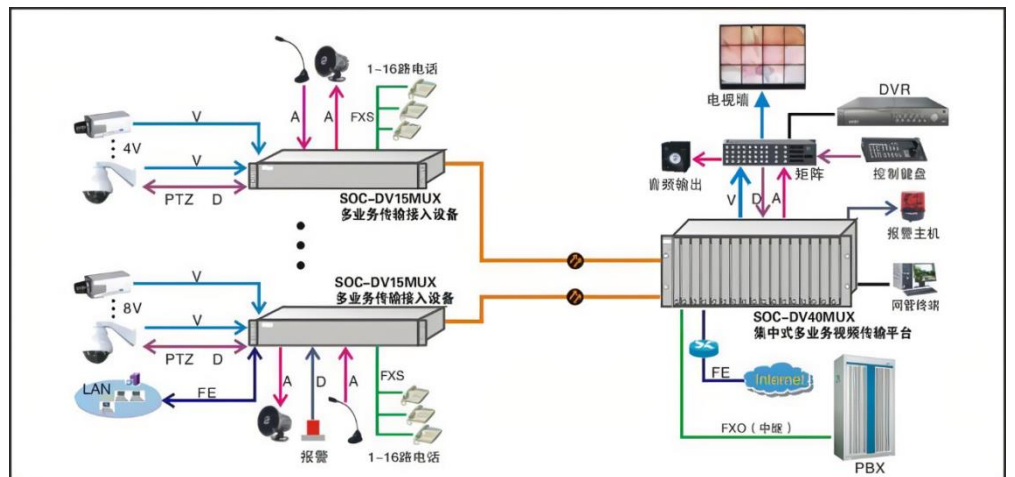 1-16路电话
V
A
A
FXS
4V
V
PTZ D
SOC-DV15MUX
多业务传输接入设备
SOC-DV15MUX
多业务传输接入设备
V
8V
V
PTZ D
LAN
FE
A
D
A
FXS
报警
1-16路电话
电视墙
DVR
音频输出
矩阵
控制键盘
V
D
A
报警主机
网管终端
SOC-DV40MUX
集中式多业务视频传输平台
FE
Internet
FXO(中继)
PBX